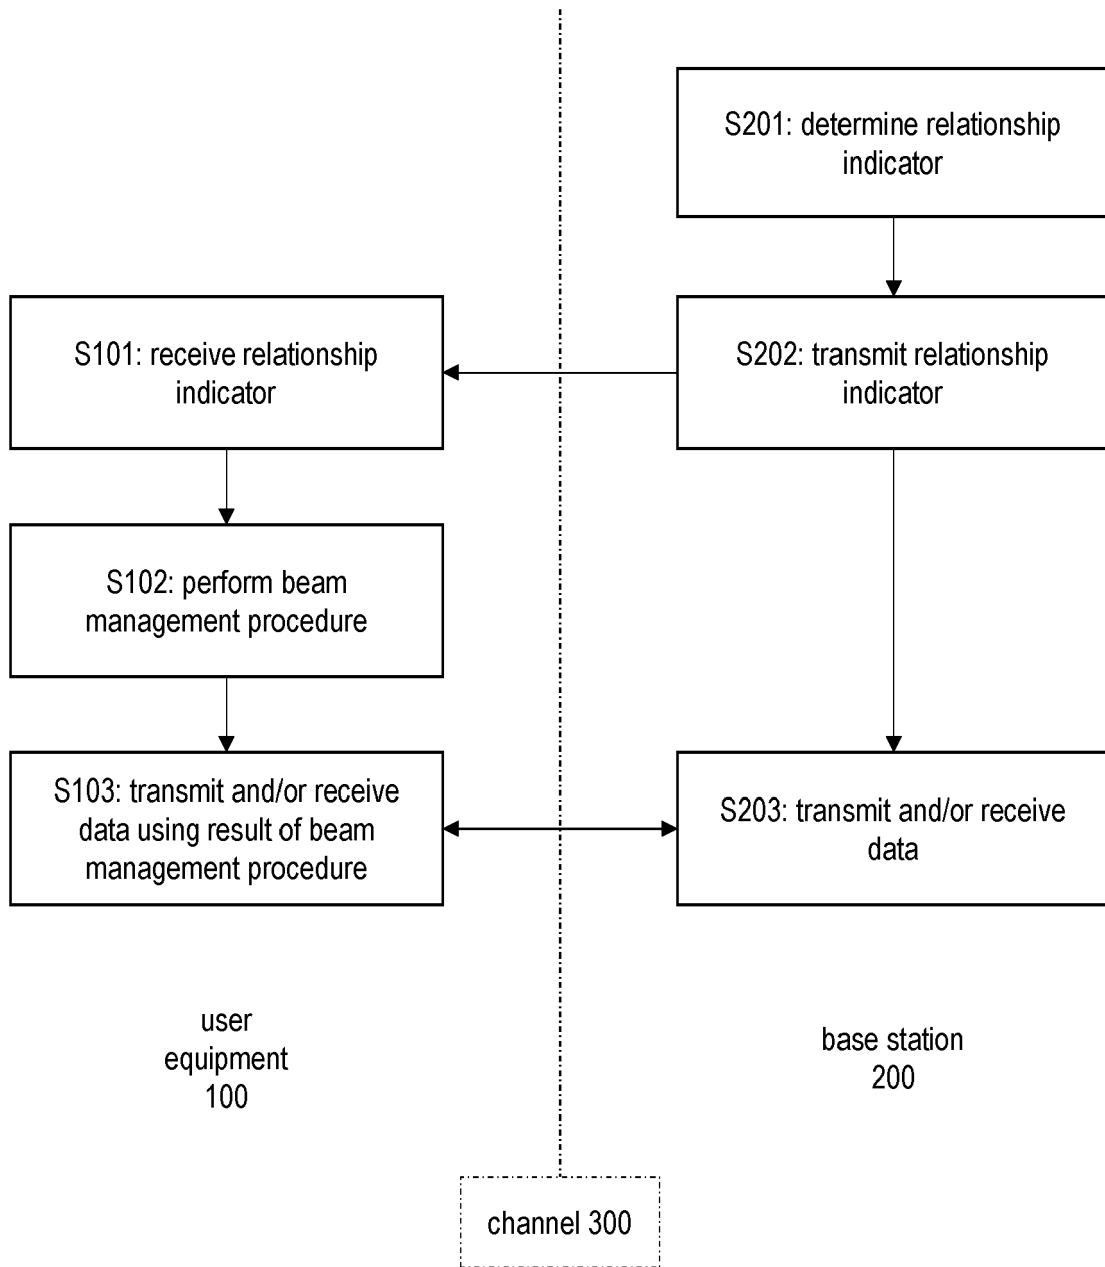 S201: determine relationship
indicator
S101: receive relationship
indicator
S202: transmit relationship
indicator
S102: perform beam
management procedure
S103: transmit and/or receive
data using result of beam
management procedure
S203: transmit and/or receive
data
user
equipment
100
base station
200
channel 300